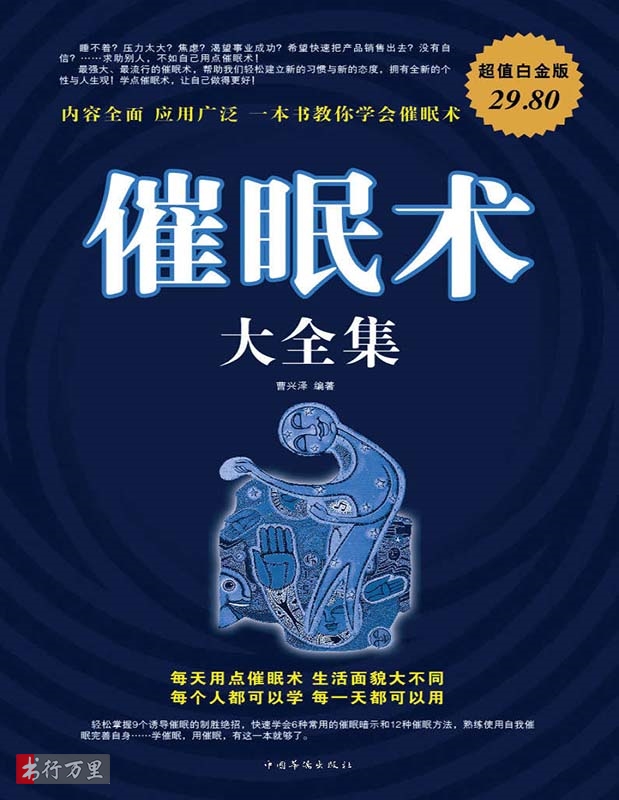 睡不着？压力太大？焦虑？渴望事业成功？希望快速把产品销售出去？没有自
信？……求助别人，不如自己用点催眠术！
最强大、最流行的催眠术，帮助我们轻松建立新的习惯与新的态度，拥有全新的个
性与人生观！学点催眠术，让自己做得更好！
超值白金版
29.80
内容全面 应用广泛 一本书教你学会催眠术
催眠术
大全集
曹兴泽 编著
每天用点催眠术 生活面貌大不同
每个人都可以学 每一天都可以用
轻松掌握9个诱导催眠的制胜绝招，快速学会6种常用的催眠暗示和12种催眠方法，熟练使用自我催
眠完善自身……学催眠，用催眠，有这一本就够了。
书行万里
中国华侨出版社